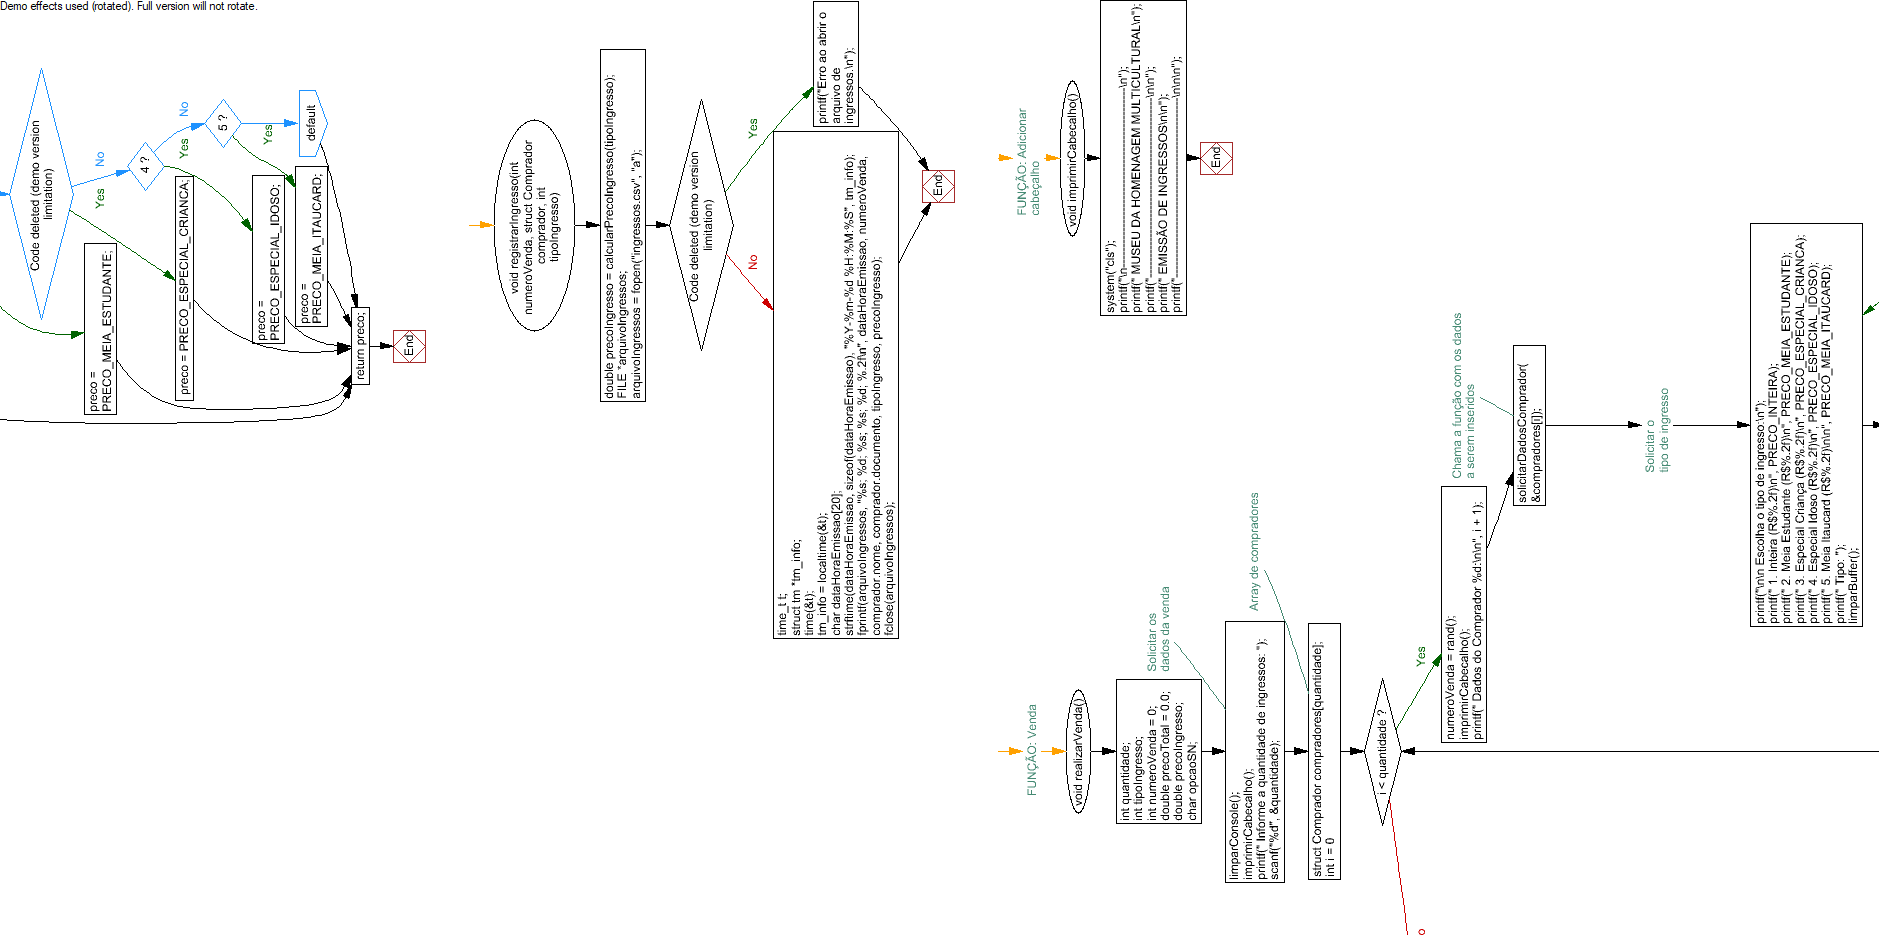 Demo effects used (rotated). Full version will not rotate.
Code deleted (demo version
limitation)
No
Yes
4 ?
No
Yes
5 ?
Yes
default
preco =
PRECO_MEIA_ESTUDANTE;
preco = PRECO_ESPECIAL_CRIANCA;
preco =
PRECO_ESPECIAL_IDOSO;
preco =
PRECO_MEIA_ITAUCARD;
return preco;
End
void registrarIngresso(int
numeroVenda, struct Comprador
comprador, int
tipoIngresso)
double precoIngresso = calcularPrecoIngresso(tipoIngresso);
FILE *arquivoIngressos;
arquivoIngressos = fopen("ingressos.csv", "a");
Code deleted (demo version
limitation)
Yes
No
printf("Erro ao abrir o
arquivo de
ingressos.\n");
time_t t;
struct tm *tm_info;
time(&t);
tm_info = localtime(&t);
char dataHoraEmissao[20];
strftime(dataHoraEmissao, sizeof(dataHoraEmissao), "%Y-%m-%d %H:%M:%S", tm_info);
fprintf(arquivoIngressos, "%s; %d; %s; %s; %d; %.2f\n", dataHoraEmissao, numeroVenda,
comprador.nome, comprador.documento, tipoIngresso, precoIngresso);
fclose(arquivoIngressos);
End
FUNÇÃO: Adicionar
cabeçalho
void imprimirCabecalho()
system("cls");
printf("\n
\n");
printf(" MUSEU DA HOMENAGEM MULTICULTURAL\n");
printf("
\n\n");
printf(" EMISSÃO DE INGRESSOS\n\n");
printf("
\n\n\n");
End
FUNÇÃO: Venda
void realizarVenda()
int quantidade;
int tipoIngresso;
int numeroVenda = 0;
double precoTotal = 0.0;
double precoIngresso;
char opcaoSN;
Solicitar os
dados da venda
limparConsole();
imprimirCabecalho();
printf(" Informe a quantidade de ingressos: ");
scanf("%d", &quantidade);
Array de compradores
struct Comprador compradores[quantidade];
int i = 0
i < quantidade ?
Yes
numeroVenda = rand();
imprimirCabecalho();
printf(" Dados do Comprador %d:\n\n", i + 1);
Chama a função com os dados
a serem inseridos
solicitarDadosComprador(
&compradores[i]);
Solicitar o
tipo de ingresso
printf("\n\n Escolha o tipo de ingresso:\n");
printf(" 1. Inteira (R$%.2f)\n", PRECO_INTEIRA);
printf(" 2. Meia Estudante (R$%.2f)\n", PRECO_MEIA_ESTUDANTE);
printf(" 3. Especial Criança (R$%.2f)\n", PRECO_ESPECIAL_CRIANCA);
printf(" 4. Especial Idoso (R$%.2f)\n", PRECO_ESPECIAL_IDOSO);
printf(" 5. Meia Itaucard (R$%.2f)\n\n", PRECO_MEIA_ITAUCARD);
printf(" Tipo: ");
limparBuffer();